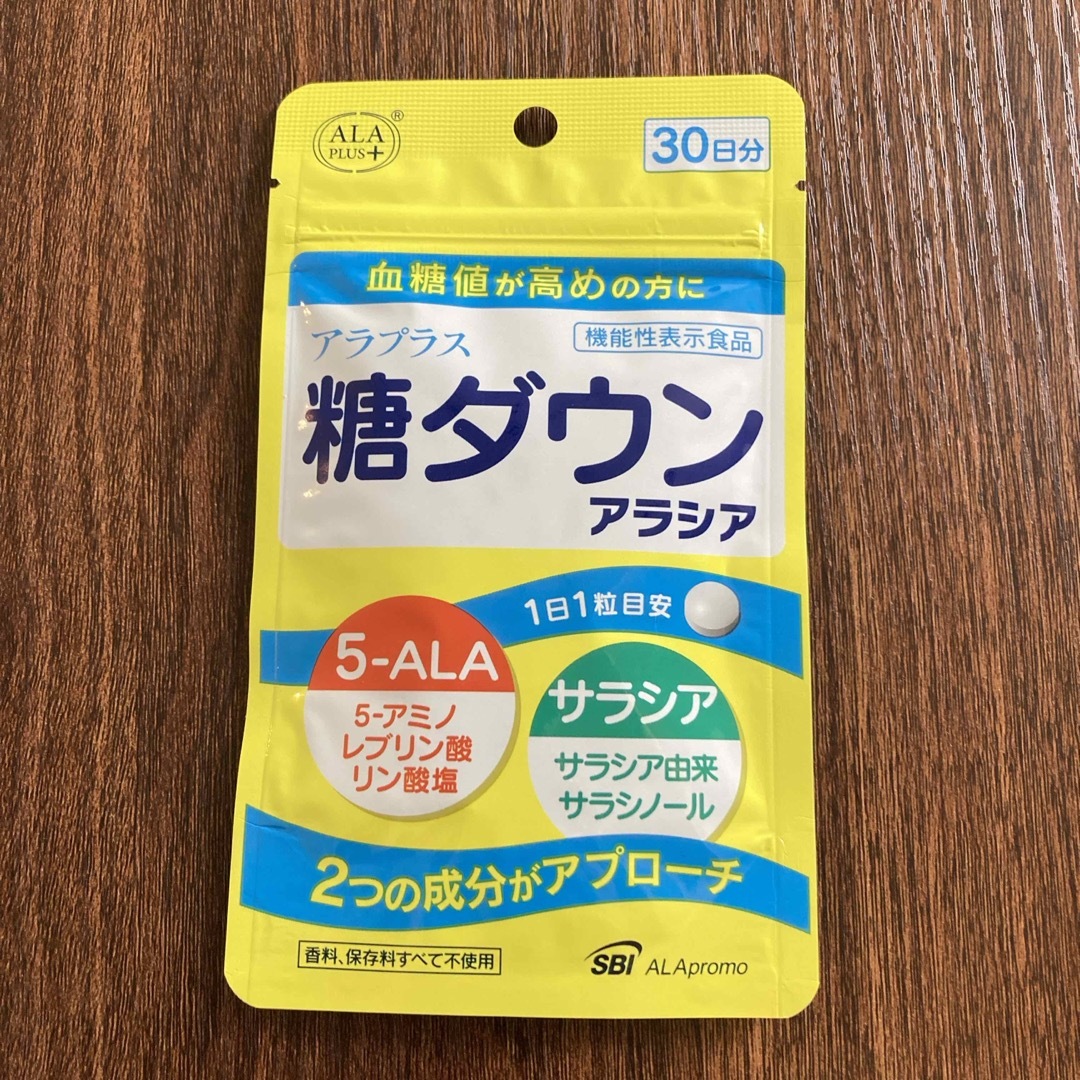 ALA
PLUS+
®
30日分
血糖値が高めの方に
アラプラス
機能性表示食品
糖ダウン
アラシア
1日1粒目安
5-ALA
5-アミノ
レブリン酸
リン酸塩
サラシア
サラシア由来
サラシノール
2つの成分がアプローチ
香料、保存料すべて不使用
SBI ALApromo